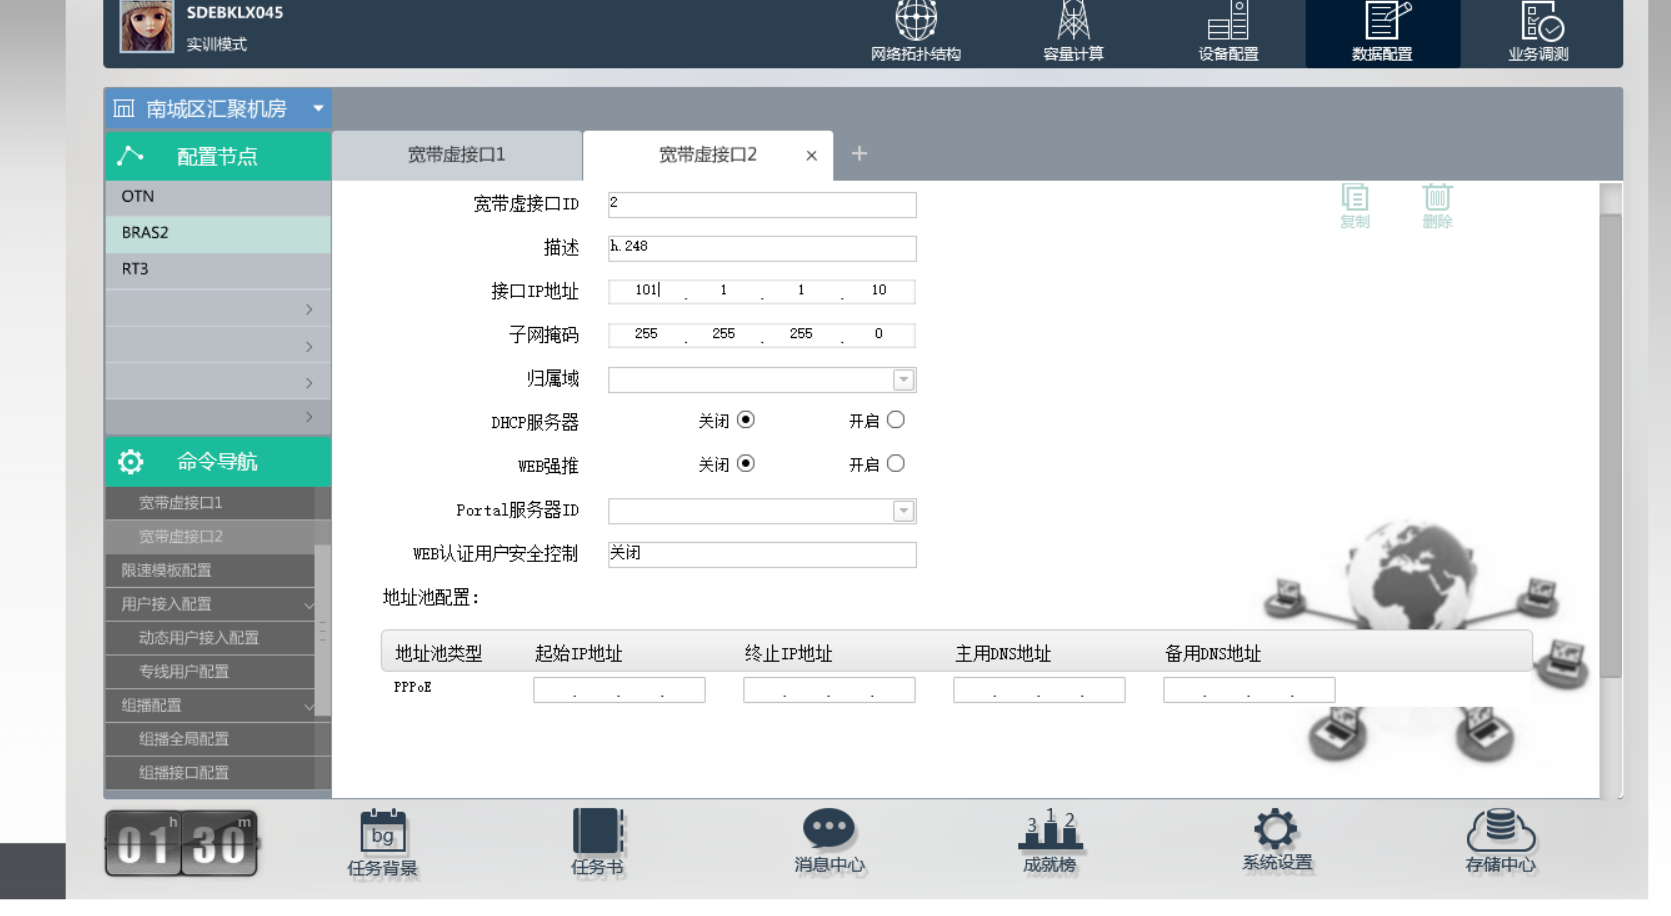 SDEBKLX045
实训模式
网络拓扑结构
容量计算
设备配置
数据配置
业务调测
南城区汇聚机房
配置节点
宽带虚接口1
宽带虚接口2 × +
OTN
BRAS2
RT3
命令导航
宽带虚接口1
宽带虚接口2
限速模板配置
用户接入配置
动态用户接入配置
专线用户配置
组播配置
组播全局配置
组播接口配置
复制
删除
宽带虚接口ID 2
描述 h.248
接口IP地址 101 . 1 . 1 . 10
子网掩码 255 . 255 . 255 . 0
归属域
DHCP服务器 关闭 开启
WEB强推 关闭 开启
Portal服务器ID
WEB认证用户安全控制 关闭
地址池配置:
地址池类型 起始IP地址 终止IP地址 主用DNS地址 备用DNS地址
PPPoE . . . . . . . . . . . .
01 h 30 m
bg
任务背景
任务书
消息中心
3 1 2
成就榜
系统设置
存储中心